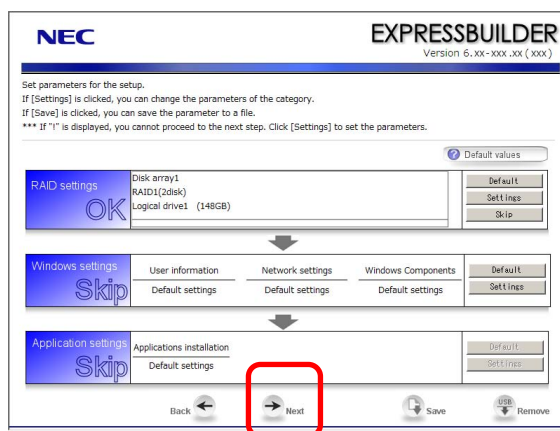 NEC
EXPRESSBUILDER
Version 6.xx-xxx.xx (xxx)
Set parameters for the setup.
If [Settings] is clicked, you can change the parameters of the category.
If [Save] is clicked, you can save the parameter to a file.
*** If "!" is displayed, you cannot proceed to the next step. Click [Settings] to set the parameters.
? Default values
RAID settings
OK
Disk array1
RAID1(2disk)
Logical drive1 (148GB)
Default
Settings
Skip
Windows settings
Skip
User information Network settings Windows Components
Default settings Default settings Default settings
Default
Settings
Application settings
Skip
Applications installation
Default settings
Default
Settings
Back Next Save USB Remove